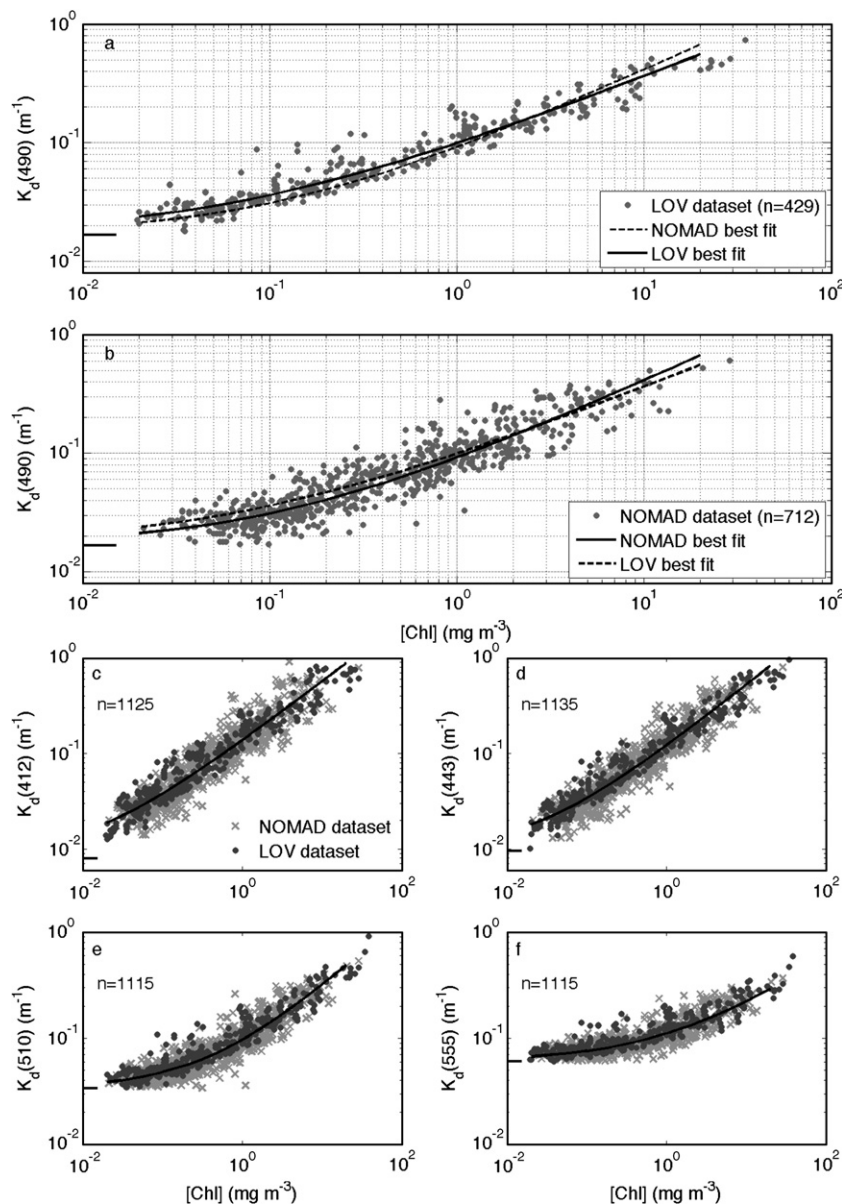 a
K_d(490) (m^-1)
10^0
10^-1
10^-2
LOV dataset (n=429)
NOMAD best fit
LOV best fit
10^-2 10^-1 10^0 10^1 10^2
b
K_d(490) (m^-1)
10^0
10^-1
10^-2
NOMAD dataset (n=712)
NOMAD best fit
LOV best fit
10^-2 10^-1 10^0 10^1 10^2
[Chl] (mg m^-3)
c
n=1125
K_d(412) (m^-1)
10^0
10^-1
10^-2
NOMAD dataset
LOV dataset
10^-2 10^0 10^2
d
n=1135
K_d(443) (m^-1)
10^0
10^-1
10^-2
10^-2 10^0 10^2
e
n=1115
K_d(510) (m^-1)
10^0
10^-1
10^-2
10^-2 10^0 10^2
[Chl] (mg m^-3)
f
n=1115
K_d(555) (m^-1)
10^0
10^-1
10^-2
10^-2 10^0 10^2
[Chl] (mg m^-3)